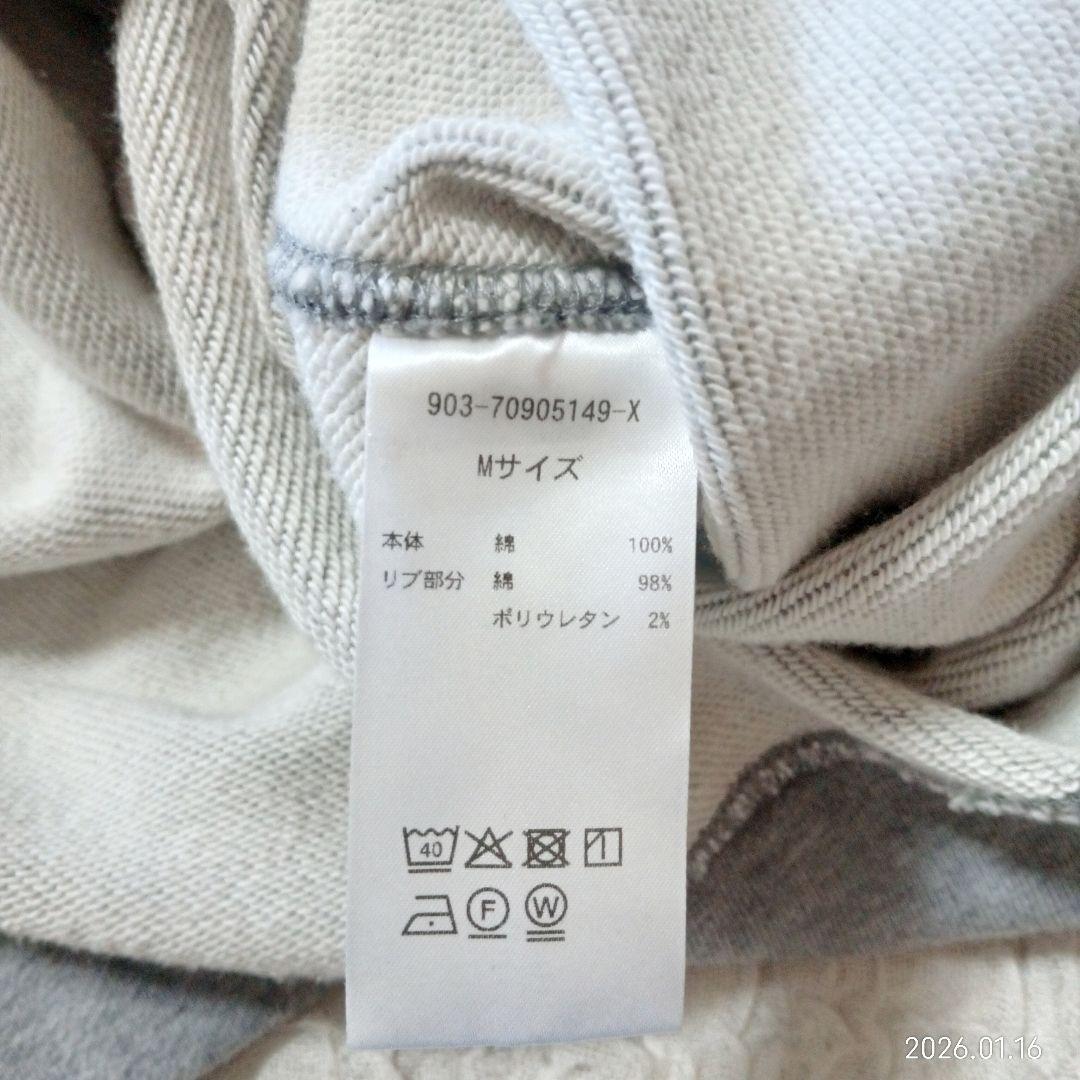 903-70905149-X
Mサイズ
本体 綿 100%
リブ部分 綿 98%
ポリウレタン 2%
40
F W
2026.01.16